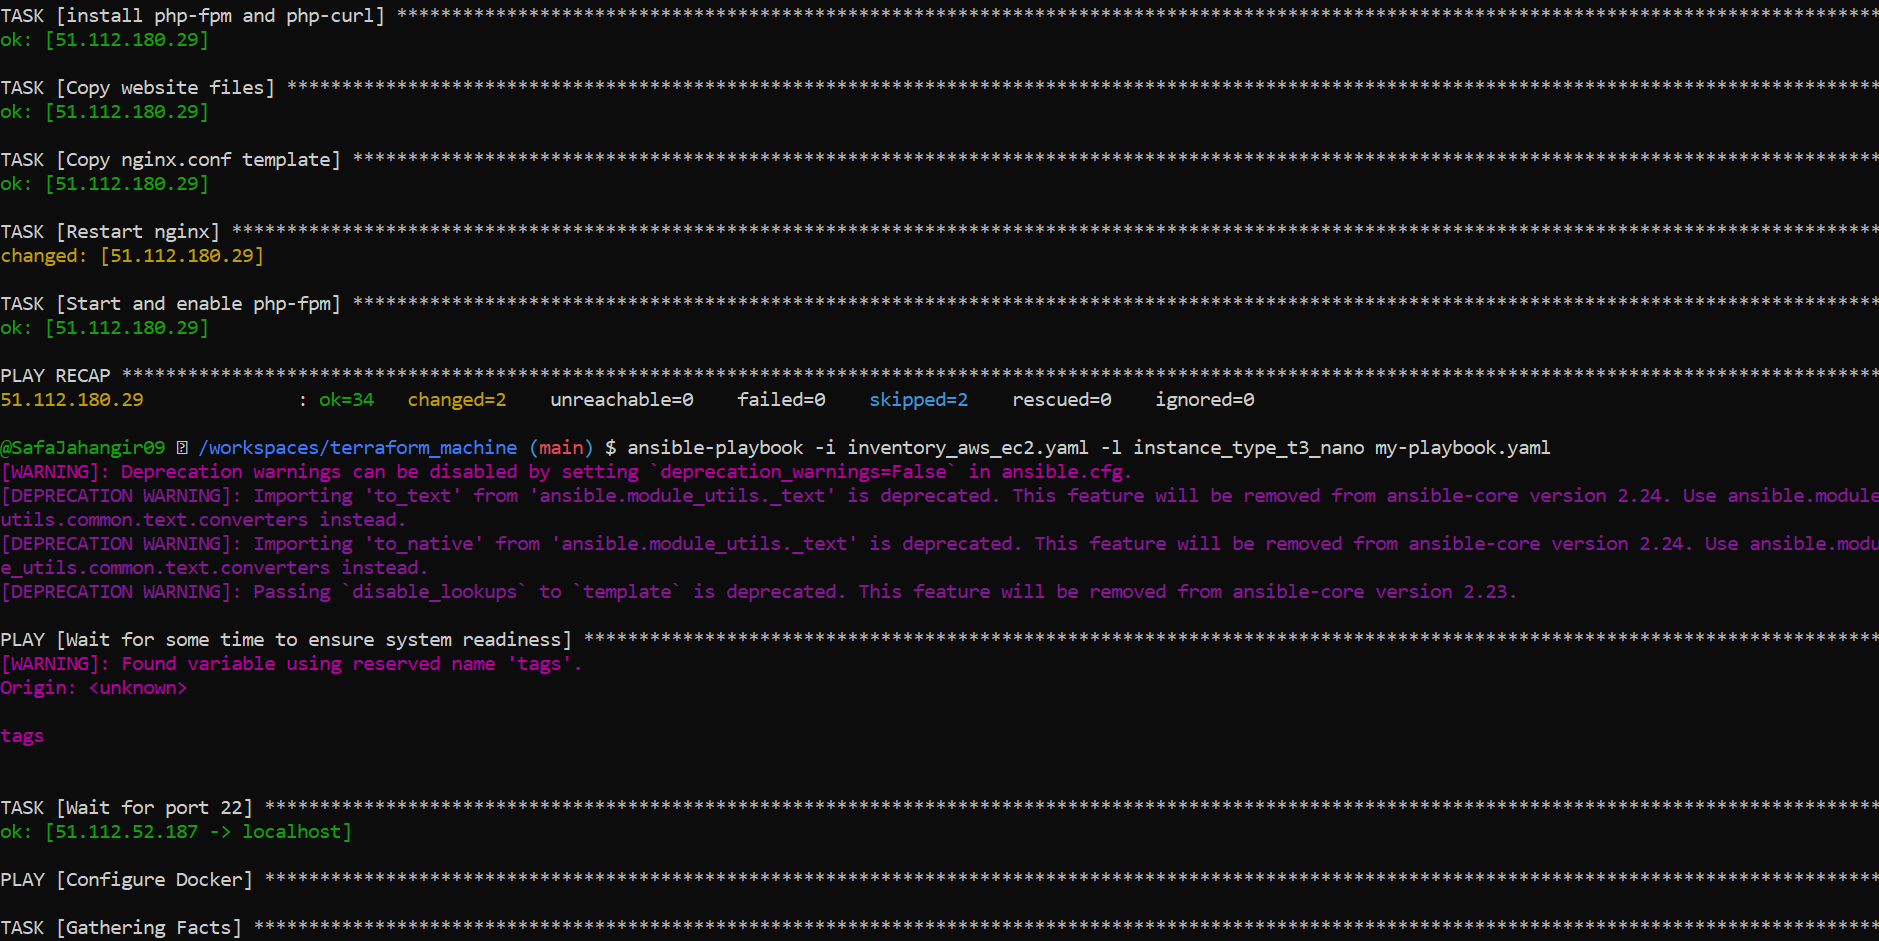 TASK [install php-fpm and php-curl] ****************************************************************************************************************************************
ok: [51.112.180.29]
TASK [Copy website files] **************************************************************************************************************************************************
ok: [51.112.180.29]
TASK [Copy nginx.conf template] ********************************************************************************************************************************************
ok: [51.112.180.29]
TASK [Restart nginx] *******************************************************************************************************************************************************
changed: [51.112.180.29]
TASK [Start and enable php-fpm] ********************************************************************************************************************************************
ok: [51.112.180.29]
PLAY RECAP *****************************************************************************************************************************************************************
51.112.180.29 : ok=34 changed=2 unreachable=0 failed=0 skipped=2 rescued=0 ignored=0
@SafaJahangir09 /workspaces/terraform_machine (main) $ ansible-playbook -i inventory_aws_ec2.yaml -l instance_type_t3_nano my-playbook.yaml
[WARNING]: Deprecation warnings can be disabled by setting `deprecation_warnings=False` in ansible.cfg.
[DEPRECATION WARNING]: Importing 'to_text' from 'ansible.module_utils._text' is deprecated. This feature will be removed from ansible-core version 2.24. Use ansible.module
utils.common.text.converters instead.
[DEPRECATION WARNING]: Importing 'to_native' from 'ansible.module_utils._text' is deprecated. This feature will be removed from ansible-core version 2.24. Use ansible.modu
e_utils.common.text.converters instead.
[DEPRECATION WARNING]: Passing `disable_lookups` to `template` is deprecated. This feature will be removed from ansible-core version 2.23.
PLAY [Wait for some time to ensure system readiness] ***********************************************************************************************************************
[WARNING]: Found variable using reserved name 'tags'.
Origin: <unknown>
tags
TASK [Wait for port 22] ****************************************************************************************************************************************************
ok: [51.112.52.187 -> localhost]
PLAY [Configure Docker] ****************************************************************************************************************************************************
TASK [Gathering Facts] *****************************************************************************************************************************************************